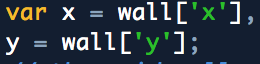 var x = wall['x'],
y = wall['y'];